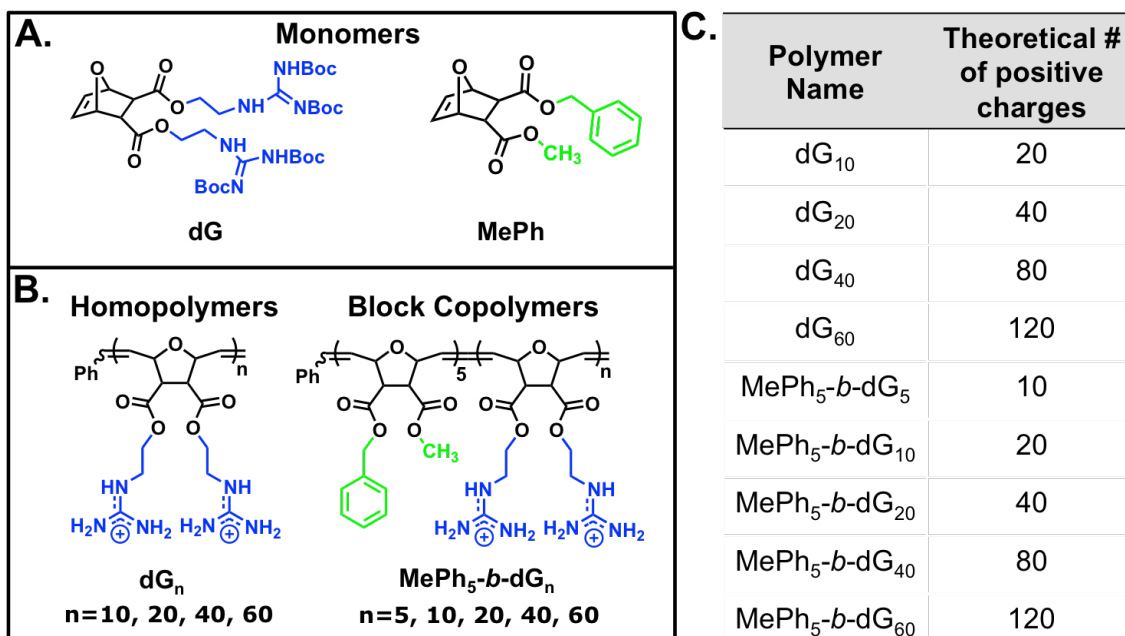 A.
Monomers
O
O
O
O
O
NH
NHBoc
NBoc
O
NH
NHBoc
BocN
dG
O
O
O
O
O
CH3
MePh
B.
Homopolymers
Block Copolymers
Ph
O
n
O
O
O
O
HN
NH
H2N
NH2
H2N
NH2
+
+
dGn
n=10, 20, 40, 60
Ph
O
5
O
n
O
O
O
O
O
O
O
O
CH3
HN
NH
H2N
NH2
H2N
NH2
+
+
MePh5-b-dGn
n=5, 10, 20, 40, 60
C.
Polymer Name
Theoretical # of positive charges
dG10 20
dG20 40
dG40 80
dG60 120
MePh5-b-dG5 10
MePh5-b-dG10 20
MePh5-b-dG20 40
MePh5-b-dG40 80
MePh5-b-dG60 120